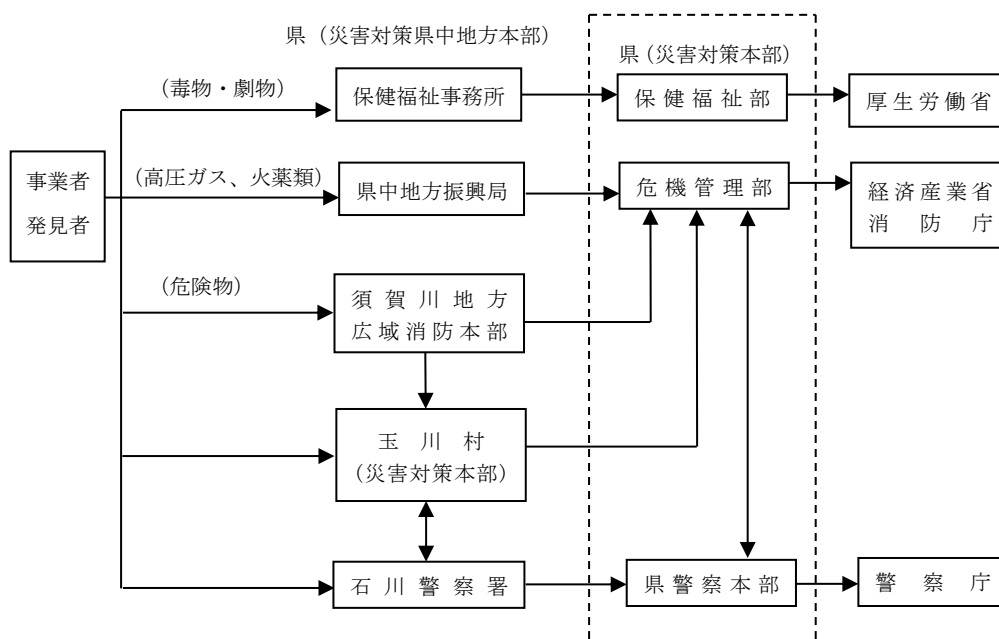 県（災害対策県中地方本部）
県（災害対策本部）
（毒物・劇物）
保健福祉事務所
保健福祉部
厚生労働省
事業者
発見者
（高圧ガス、火薬類）
県中地方振興局
危機管理部
経済産業省
消防庁
（危険物）
須賀川地方
広域消防本部
玉川村
（災害対策本部）
石川警察署
県警察本部
警察庁